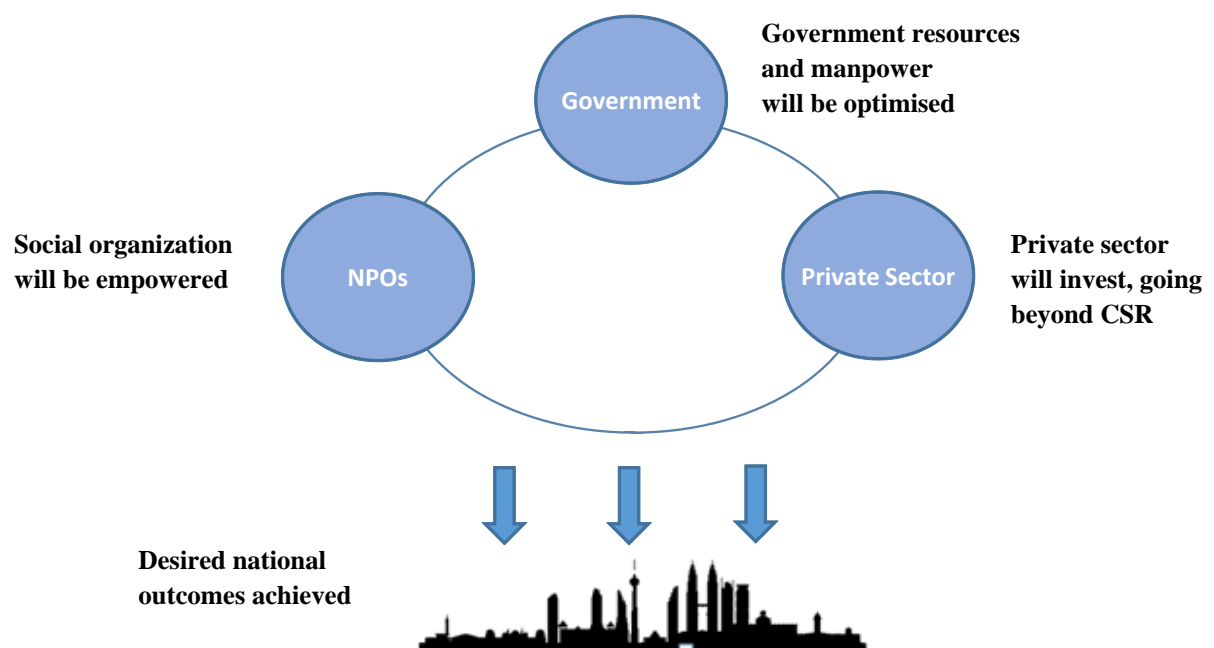 Government resources
and manpower
will be optimised
Government
Social organization
will be empowered
NPOs
Private Sector
Private sector
will invest, going
beyond CSR
Desired national
outcomes achieved